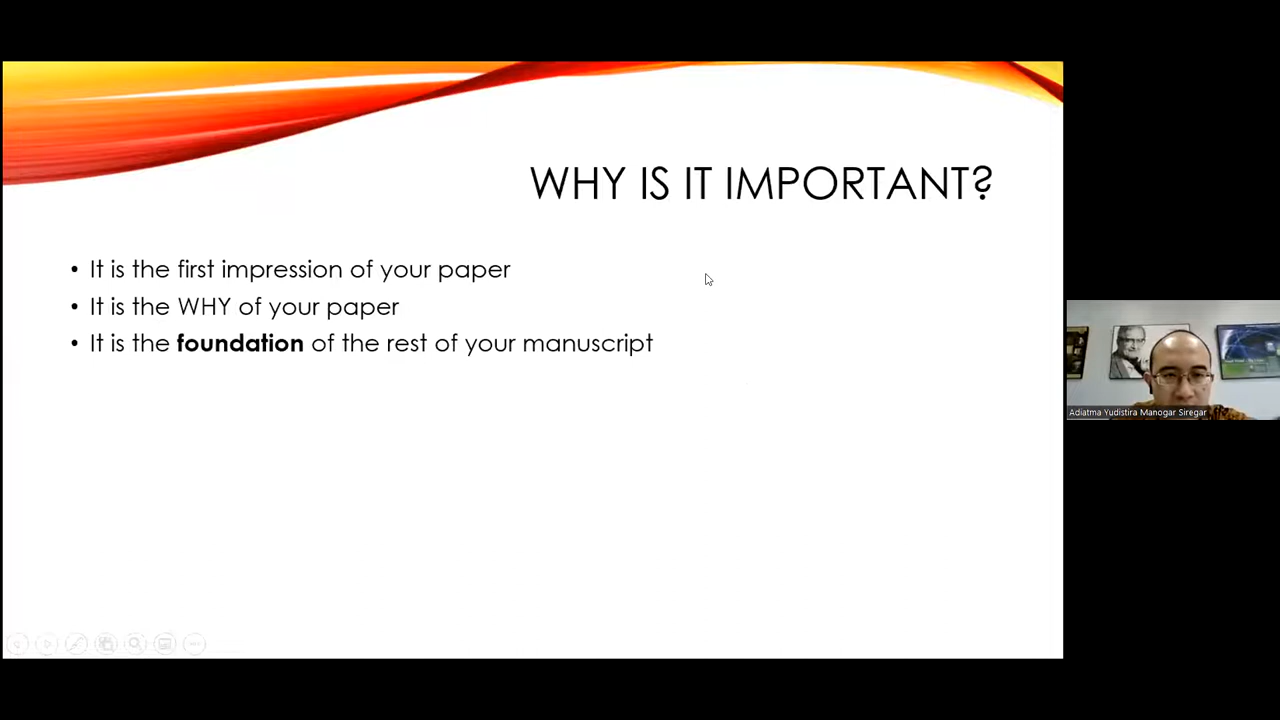 WHY IS IT IMPORTANT?
• It is the first impression of your paper
• It is the WHY of your paper
• It is the foundation of the rest of your manuscript
Adiatma Yudistira Manogar Siregar